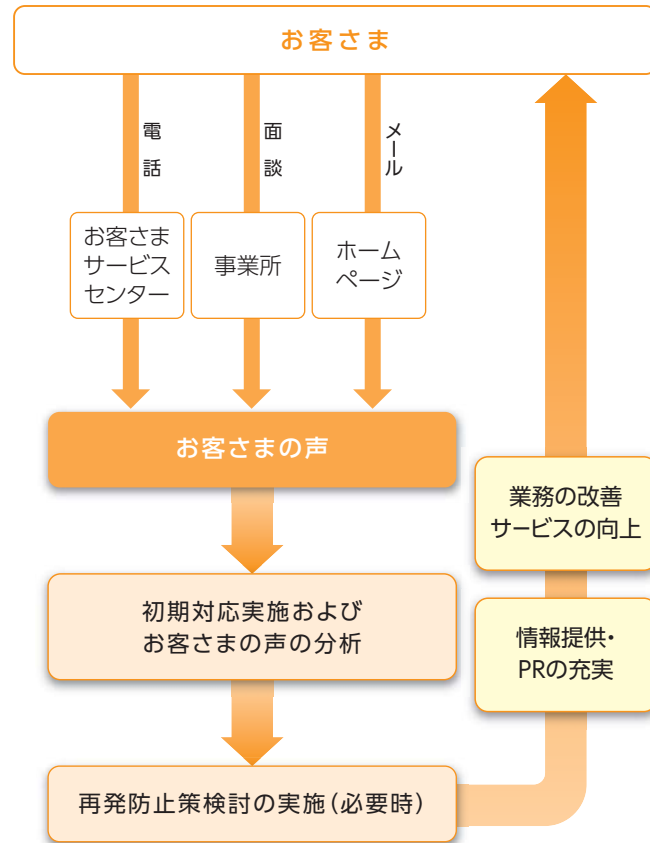 お客さま
電話
面談
メール
お客さま
サービス
センター
事業所
ホーム
ページ
お客さまの声
初期対応実施および
お客さまの声の分析
再発防止策検討の実施(必要時)
業務の改善
サービスの向上
情報提供・
PRの充実